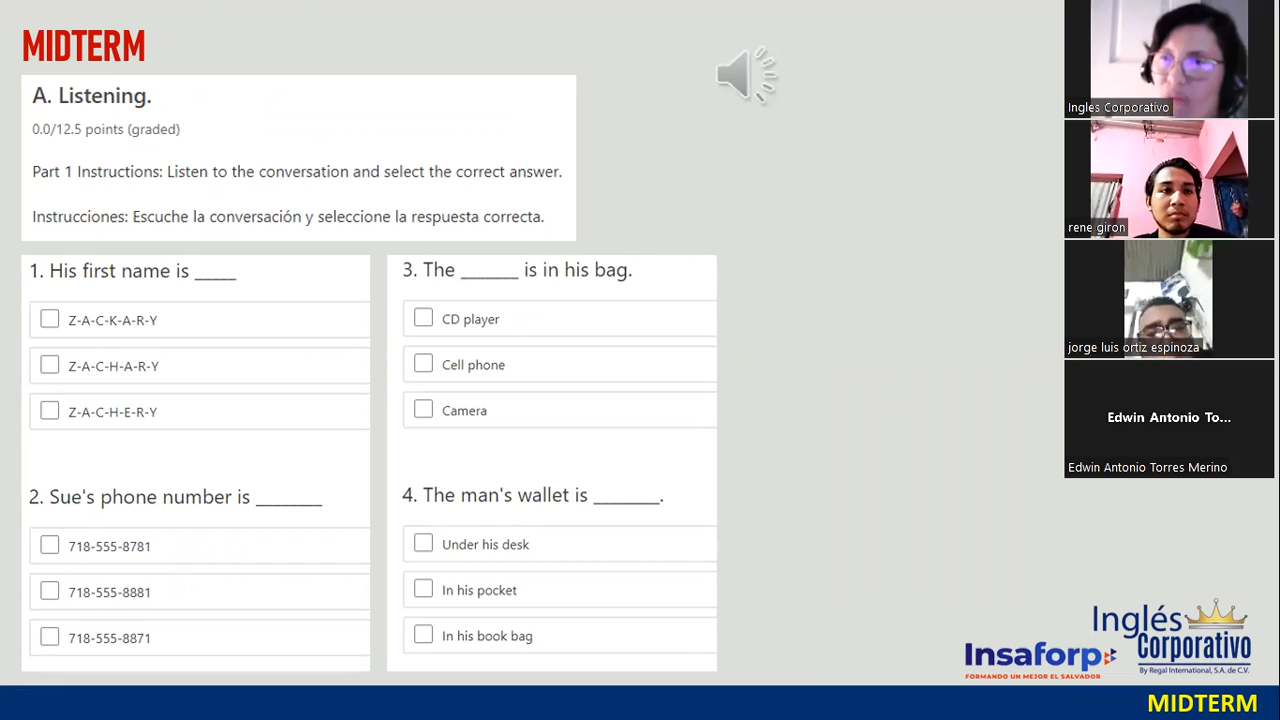 MIDTERM
A. Listening.
0.0/12.5 points (graded)
Part 1 Instructions: Listen to the conversation and select the correct answer.
Instrucciones: Escuche la conversación y seleccione la respuesta correcta.
1. His first name is _____
Z-A-C-K-A-R-Y
Z-A-C-H-A-R-Y
Z-A-C-H-E-R-Y
2. Sue's phone number is ________
718-555-8781
718-555-8881
718-555-8871
3. The _______ is in his bag.
CD player
Cell phone
Camera
4. The man's wallet is ________.
Under his desk
In his pocket
In his book bag
Ingles Corporativo
rene giron
jorge luis ortiz espinoza
Edwin Antonio To...
Edwin Antonio Torres Merino
Insaforp
FORMANDO UN MEJOR EL SALVADOR
Inglés
Corporativo
By Regal International, S.A. de C.V.
MIDTERM